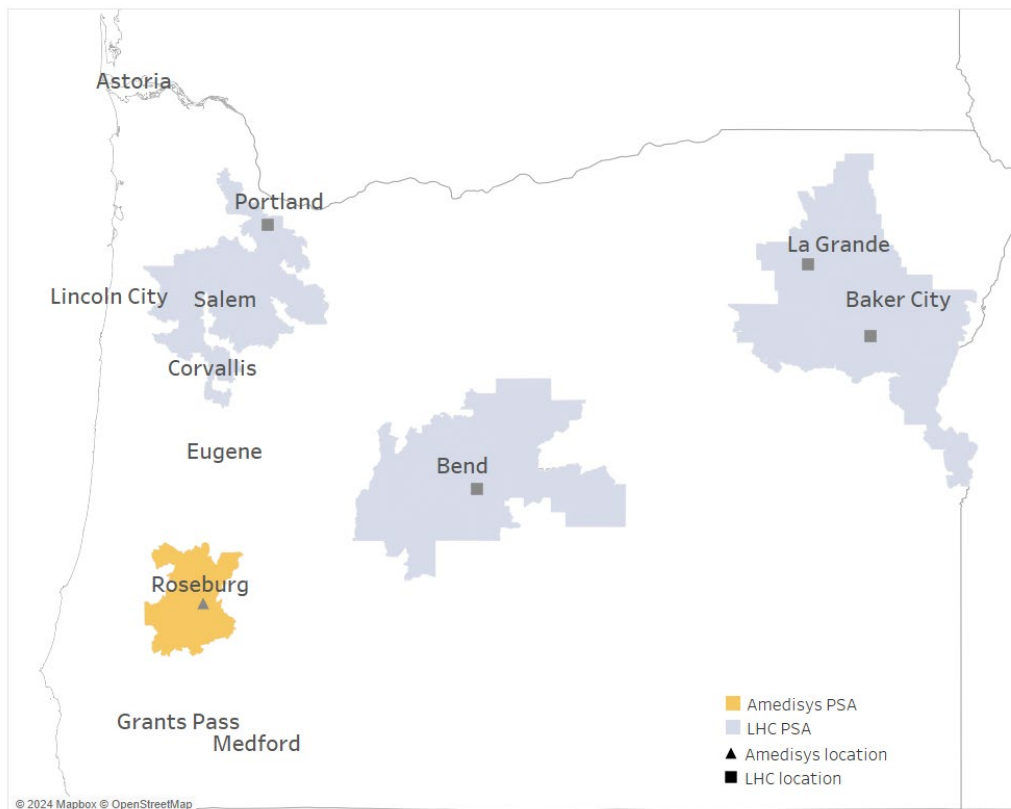 Astoria
Portland
La Grande
Lincoln City
Salem
Baker City
Corvallis
Eugene
Bend
Roseburg
Grants Pass
Medford
Amedisys PSA
LHC PSA
Amedisys location
LHC location
© 2024 Mapbox © OpenStreetMap